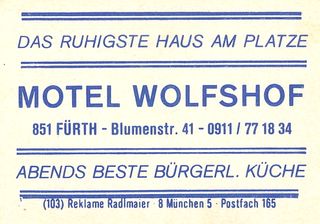 DAS RUHIGSTE HAUS AM PLATZE
MOTEL WOLFSHOF
851 FÜRTH - Blumenstr. 41 - 0911 / 77 18 34
ABENDS BESTE BÜRGERL. KÜCHE
(103) Reklame Radlmaier · 8 München 5 · Postfach 165